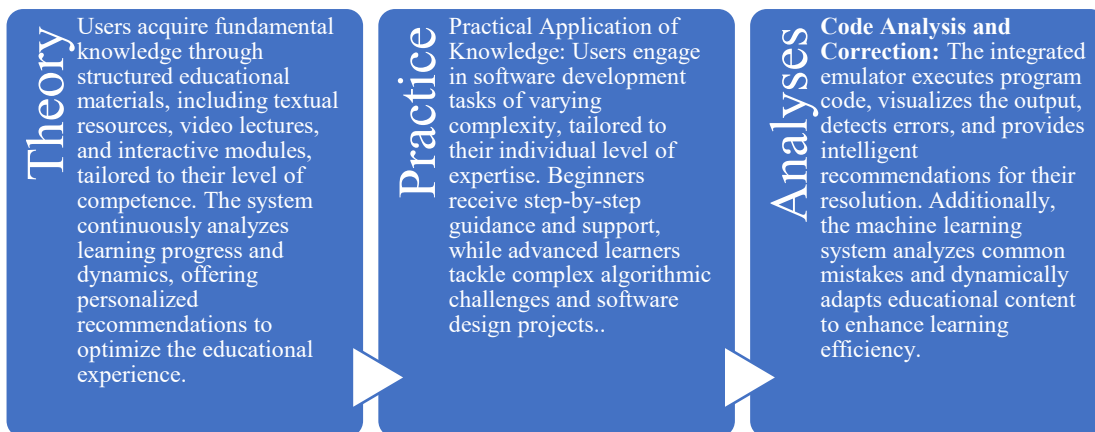 Theory
Users acquire fundamental
knowledge through
structured educational
materials, including textual
resources, video lectures,
and interactive modules,
tailored to their level of
competence. The system
continuously analyzes
learning progress and
dynamics, offering
personalized
recommendations to
optimize the educational
experience.
Practice
Practical Application of
Knowledge: Users engage
in software development
tasks of varying
complexity, tailored to
their individual level of
expertise. Beginners
receive step-by-step
guidance and support,
while advanced learners
tackle complex algorithmic
challenges and software
design projects..
Analyses
Code Analysis and
Correction: The integrated
emulator executes program
code, visualizes the output,
detects errors, and provides
intelligent
recommendations for their
resolution. Additionally,
the machine learning
system analyzes common
mistakes and dynamically
adapts educational content
to enhance learning
efficiency.